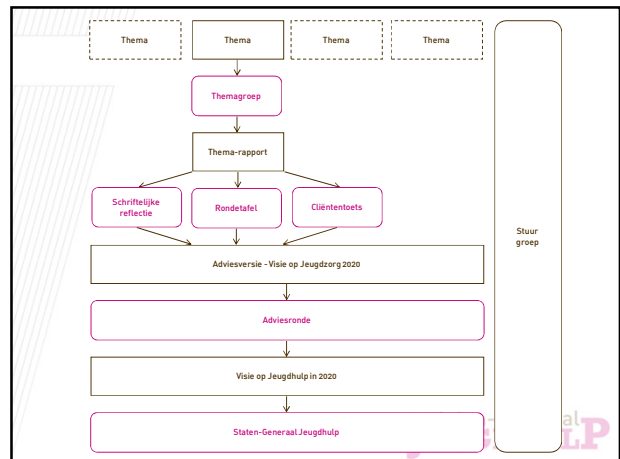 Thema
Thema
Thema
Thema
Themagroep
Thema-rapport
Schriftelijke
reflectie
Rondetafel
Cliëntentoets
Stuur
groep
Adviesversie - Visie op Jeugdzorg 2020
Adviesronde
Visie op Jeugdhulp in 2020
Staten-Generaal Jeugdhulp